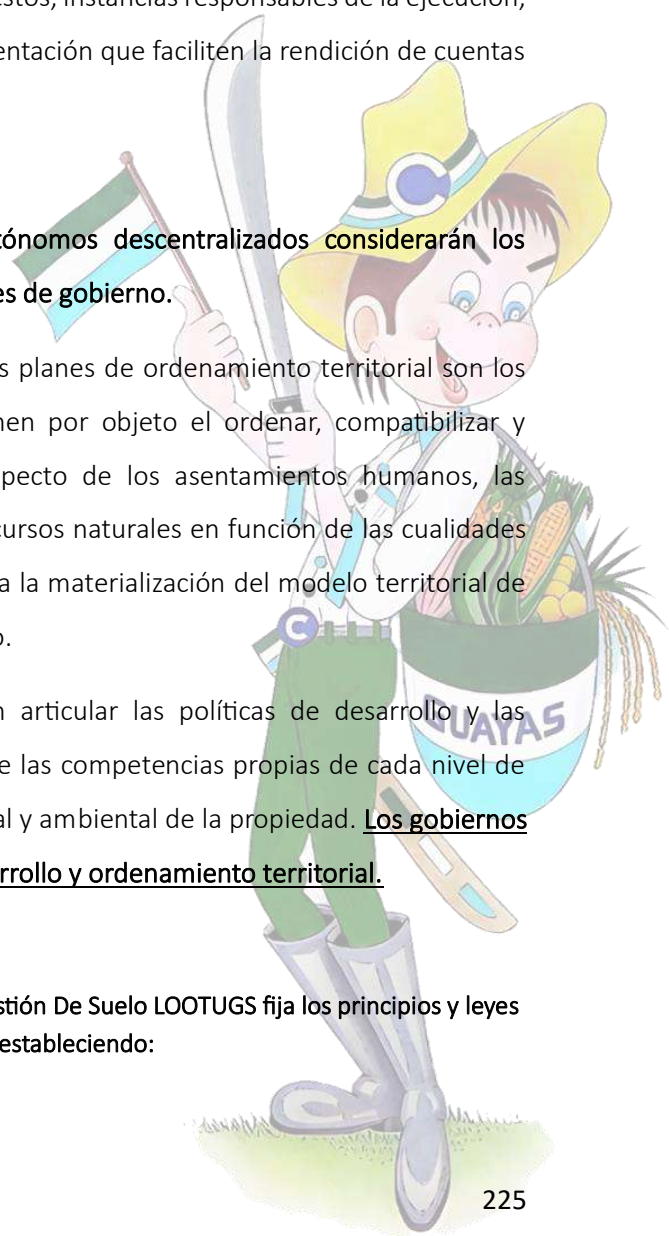 estos, instancias responsables de la ejecución,
entación que faciliten la rendición de cuentas
tónomos descentralizados considerarán los
es de gobierno.
s planes de ordenamiento territorial son los
nen por objeto el ordenar, compatibilizar y
pecto de los asentamientos humanos, las
cursos naturales en función de las cualidades
a la materialización del modelo territorial de
o.
n articular las políticas de desarrollo y las
GUAYAS
e las competencias propias de cada nivel de
al y ambiental de la propiedad. Los gobiernos
arrollo y ordenamiento territorial.
stión De Suelo LOOTUGS fija los principios y leyes
estableciendo:
225